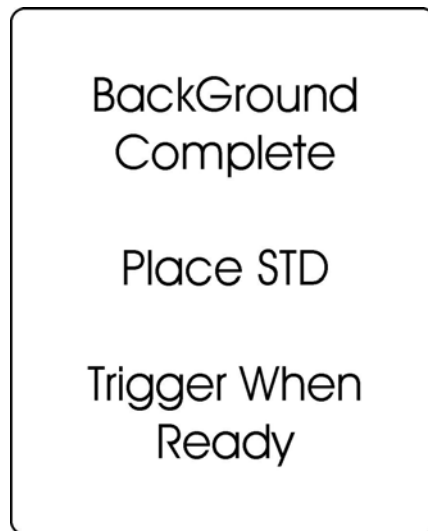 BackGround
Complete
Place STD
Trigger When
Ready